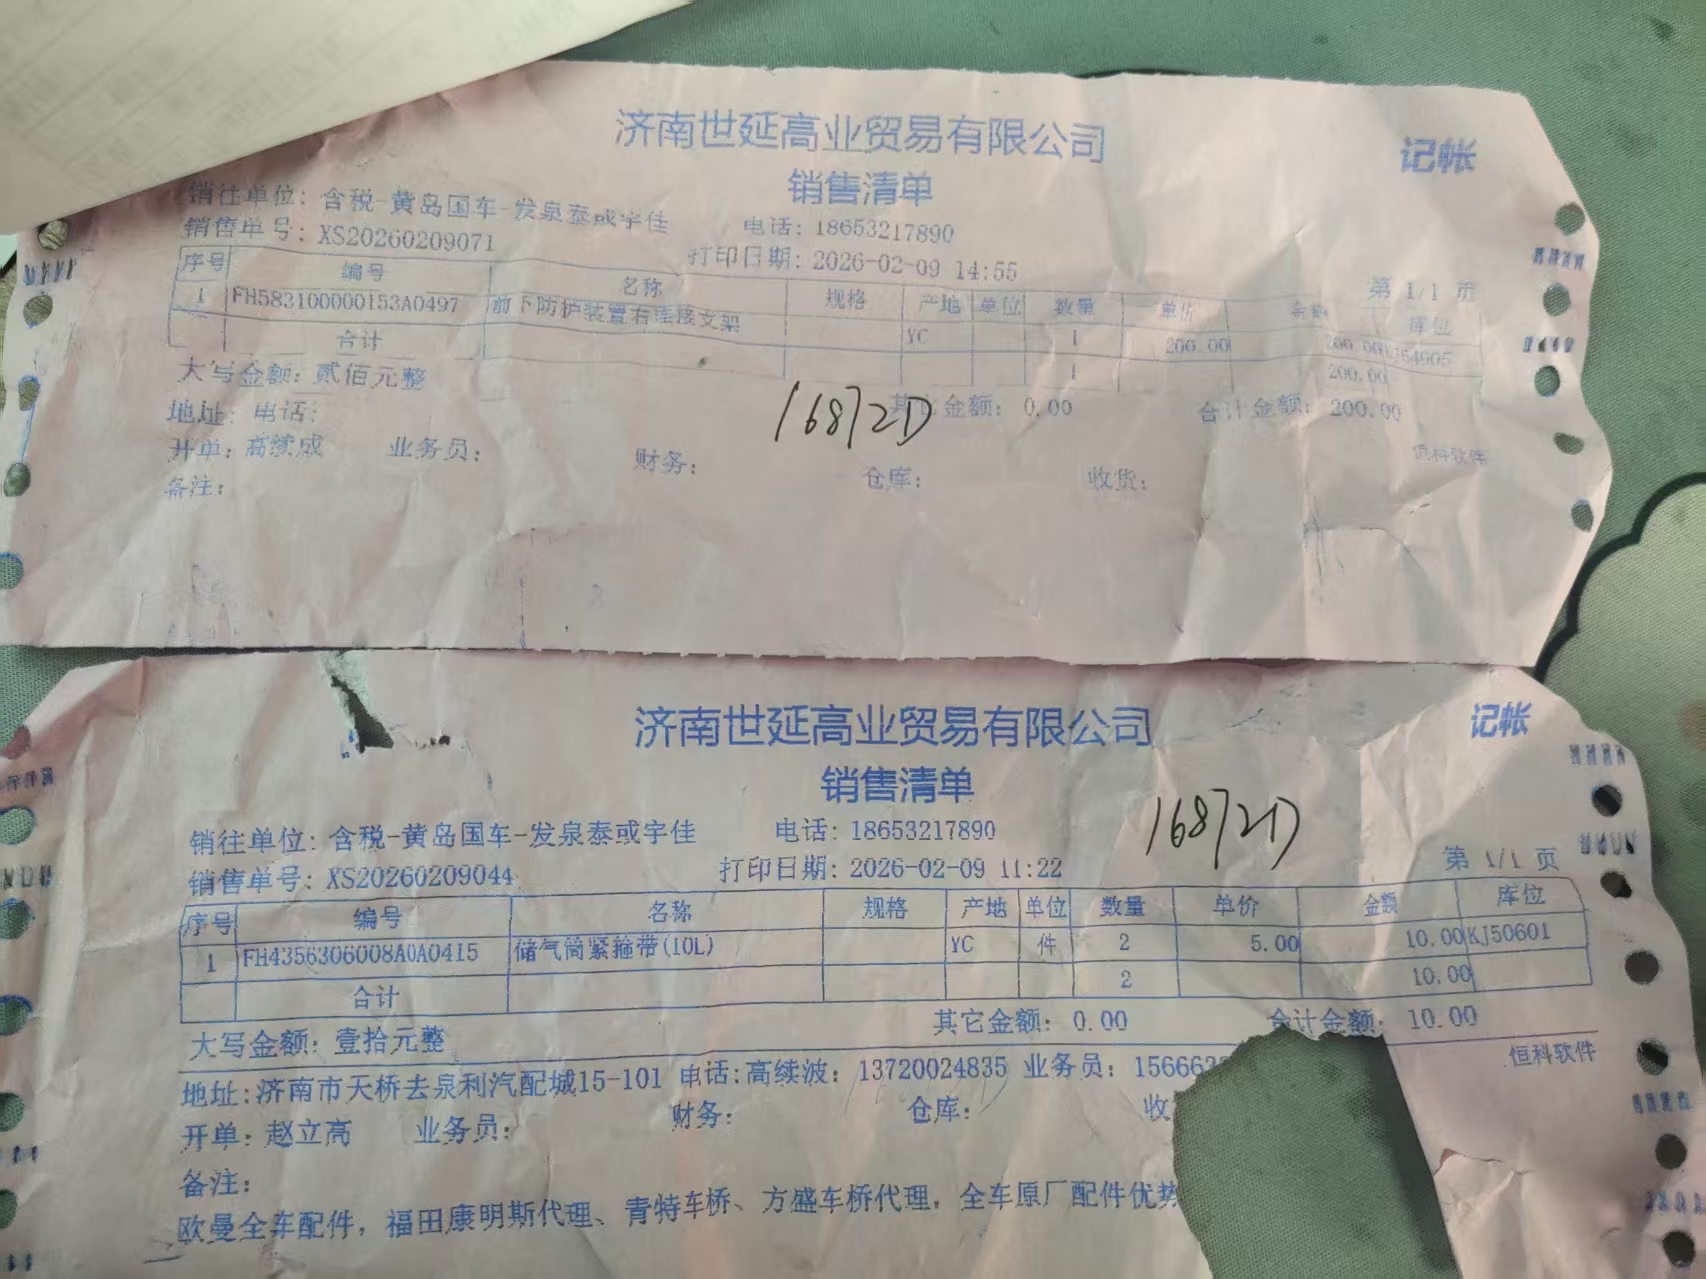 济南世延高业贸易有限公司
记帐
销售清单
销往单位: 含税-黄岛国车-发泉泰或宇佳 电话: 18653217890
销售单号: XS20260209071 打印日期: 2026-02-09 14:55 第 1/1 页
序号 编号 名称 规格 产地 单位 数量 单价 金额 库位
1 FH583100000153A0497 前下防护装置右连接支架 YC 1 200.00 200.00
合计 1 200.00
大写金额: 贰佰元整 其它金额: 0.00 合计金额: 200.00
16872D
地址: 电话: 恒科软件
开单: 高续成 业务员: 财务: 仓库: 收货:
备注:
济南世延高业贸易有限公司
记帐
销售清单
16872D
销往单位: 含税-黄岛国车-发泉泰或宇佳 电话: 18653217890
销售单号: XS20260209044 打印日期: 2026-02-09 11:22 第 1/1 页
序号 编号 名称 规格 产地 单位 数量 单价 金额 库位
1 FH4356306008A0A0415 储气筒紧箍带(10L) YC 件 2 5.00 10.00 KJ50601
合计 2 10.00
大写金额: 壹拾元整 其它金额: 0.00 合计金额: 10.00
恒科软件
地址:济南市天桥去泉利汽配城15-101 电话:高续波: 13720024835 业务员: 156663
开单: 赵立高 业务员: 财务: 仓库: 收
备注:
欧曼全车配件, 福田康明斯代理、青特车桥、方盛车桥代理, 全车原厂配件优势